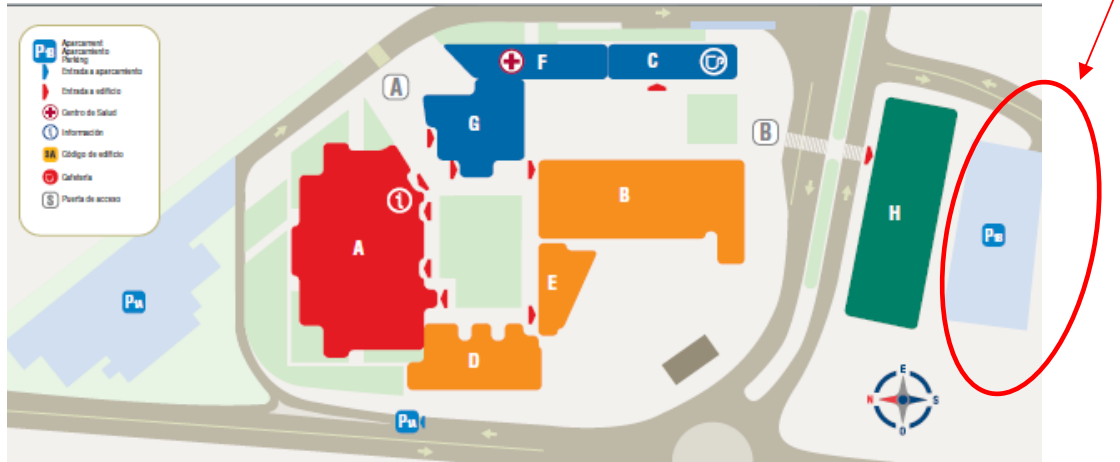 P1B
Aparcament
Aparcamiento
Parking
Entrada a aparcamiento
Entrada a edificio
Centro de Salud
i Información
8A Código de edificio
Cafetería
S Puerta de acceso
F
C
A
G
B
B
A
i
H
P1B
E
P1A
D
E
N
S
O
P1A